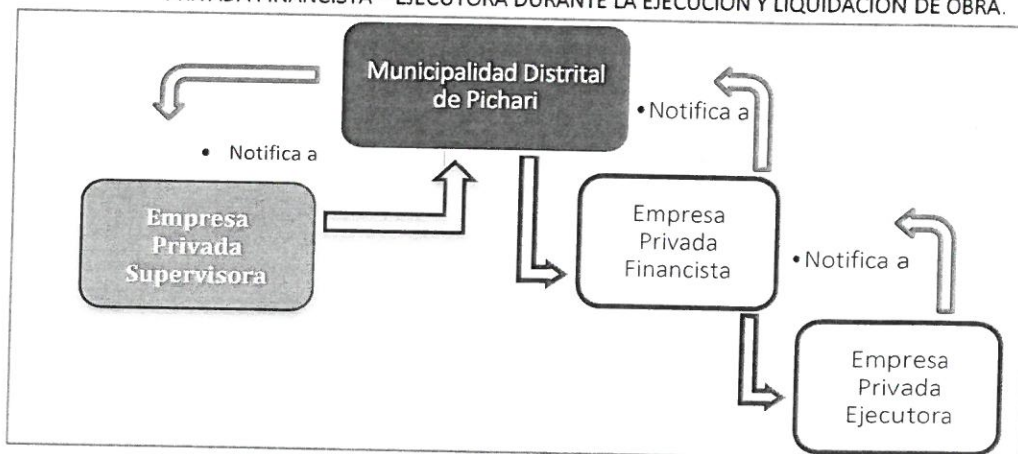 PRIVADA FINANCISTA – EJECUTORA DURANTE LA EJECUCIÓN Y LIQUIDACIÓN DE OBRA.
Municipalidad Distrital
de Pichari
• Notifica a
• Notifica a
Empresa
Privada
Supervisora
Empresa
Privada
Financista
• Notifica a
Empresa
Privada
Ejecutora